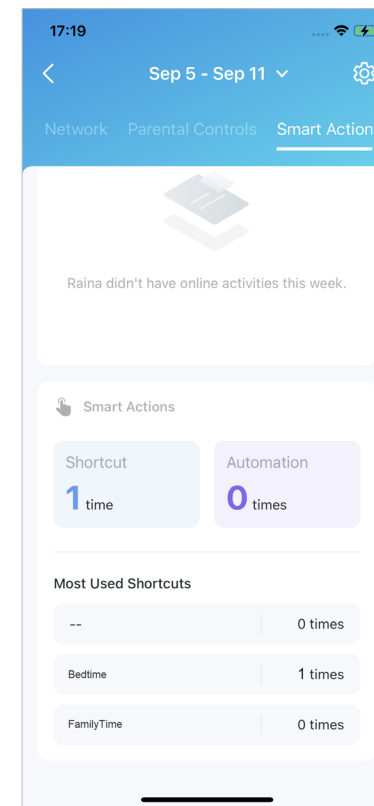 17:19
Sep 5 - Sep 11
Network Parental Controls Smart Action
Raina didn't have online activities this week.
Smart Actions
Shortcut Automation
1 time 0 times
Most Used Shortcuts
-- 0 times
Bedtime 1 times
FamilyTime 0 times